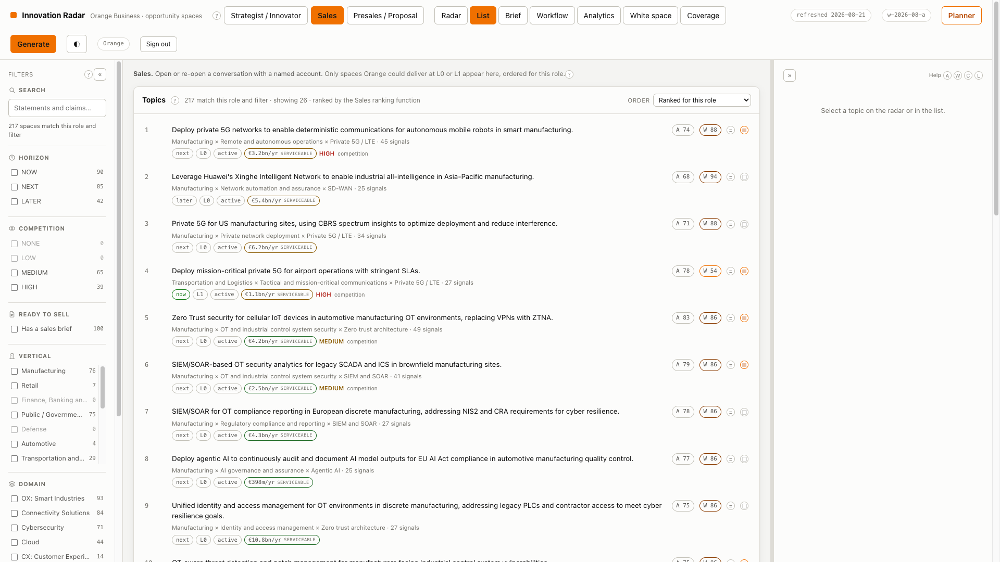 Innovation Radar Orange Business · opportunity spaces ? Strategist / Innovator Sales Presales / Proposal Radar List Brief Workflow Analytics White space Coverage refreshed 2026-08-21 w-2026-08-a Planner
Generate Orange Sign out
FILTERS ? «
SEARCH
Statements and claims...
217 spaces match this role and filter
HORIZON
NOW 90
NEXT 85
LATER 42
COMPETITION
NONE 0
LOW 0
MEDIUM 65
HIGH 39
READY TO SELL
Has a sales brief 100
VERTICAL
Manufacturing 76
Retail 7
Finance, Banking an... 0
Public / Governme... 75
Defense 0
Automotive 4
Transportation and... 29
DOMAIN
OX: Smart Industries 93
Connectivity Solutions 84
Cybersecurity 71
Cloud 44
CX: Customer Experi... 14
Sales. Open or re-open a conversation with a named account. Only spaces Orange could deliver at L0 or L1 appear here, ordered for this role. ?
Topics ? 217 match this role and filter · showing 26 · ranked by the Sales ranking function ORDER Ranked for this role
1 Deploy private 5G networks to enable deterministic communications for autonomous mobile robots in smart manufacturing. A 74 W 88 =
Manufacturing × Remote and autonomous operations × Private 5G / LTE · 45 signals
next L0 active €3.2bn/yr SERVICEABLE HIGH competition
2 Leverage Huawei's Xinghe Intelligent Network to enable industrial all-intelligence in Asia-Pacific manufacturing. A 68 W 94 =
Manufacturing × Network automation and assurance × SD-WAN · 25 signals
later L0 active €5.4bn/yr SERVICEABLE
3 Private 5G for US manufacturing sites, using CBRS spectrum insights to optimize deployment and reduce interference. A 71 W 88 =
Manufacturing × Private network deployment × Private 5G / LTE · 34 signals
next L0 active €6.2bn/yr SERVICEABLE
4 Deploy mission-critical private 5G for airport operations with stringent SLAs. A 78 W 54 =
Transportation and Logistics × Tactical and mission-critical communications × Private 5G / LTE · 27 signals
now L1 active €1.1bn/yr SERVICEABLE HIGH competition
5 Zero Trust security for cellular IoT devices in automotive manufacturing OT environments, replacing VPNs with ZTNA. A 83 W 86 =
Manufacturing × OT and industrial control system security × Zero trust architecture · 49 signals
next L0 active €4.2bn/yr SERVICEABLE MEDIUM competition
6 SIEM/SOAR-based OT security analytics for legacy SCADA and ICS in brownfield manufacturing sites. A 79 W 86 =
Manufacturing × OT and industrial control system security × SIEM and SOAR · 41 signals
next L0 active €2.5bn/yr SERVICEABLE MEDIUM competition
7 SIEM/SOAR for OT compliance reporting in European discrete manufacturing, addressing NIS2 and CRA requirements for cyber resilience. A 78 W 86 =
Manufacturing × Regulatory compliance and reporting × SIEM and SOAR · 27 signals
next L0 active €4.3bn/yr SERVICEABLE
8 Deploy agentic AI to continuously audit and document AI model outputs for EU AI Act compliance in automotive manufacturing quality control. A 77 W 86 =
Manufacturing × AI governance and assurance × Agentic AI · 25 signals
next L0 active €398m/yr SERVICEABLE
9 Unified identity and access management for OT environments in discrete manufacturing, addressing legacy PLCs and contractor access to meet cyber resilience goals. A 75 W 86 =
Manufacturing × Identity and access management × Zero trust architecture · 27 signals
next L0 active €10.8bn/yr SERVICEABLE
» Help A W C L
Select a topic on the radar or in the list.